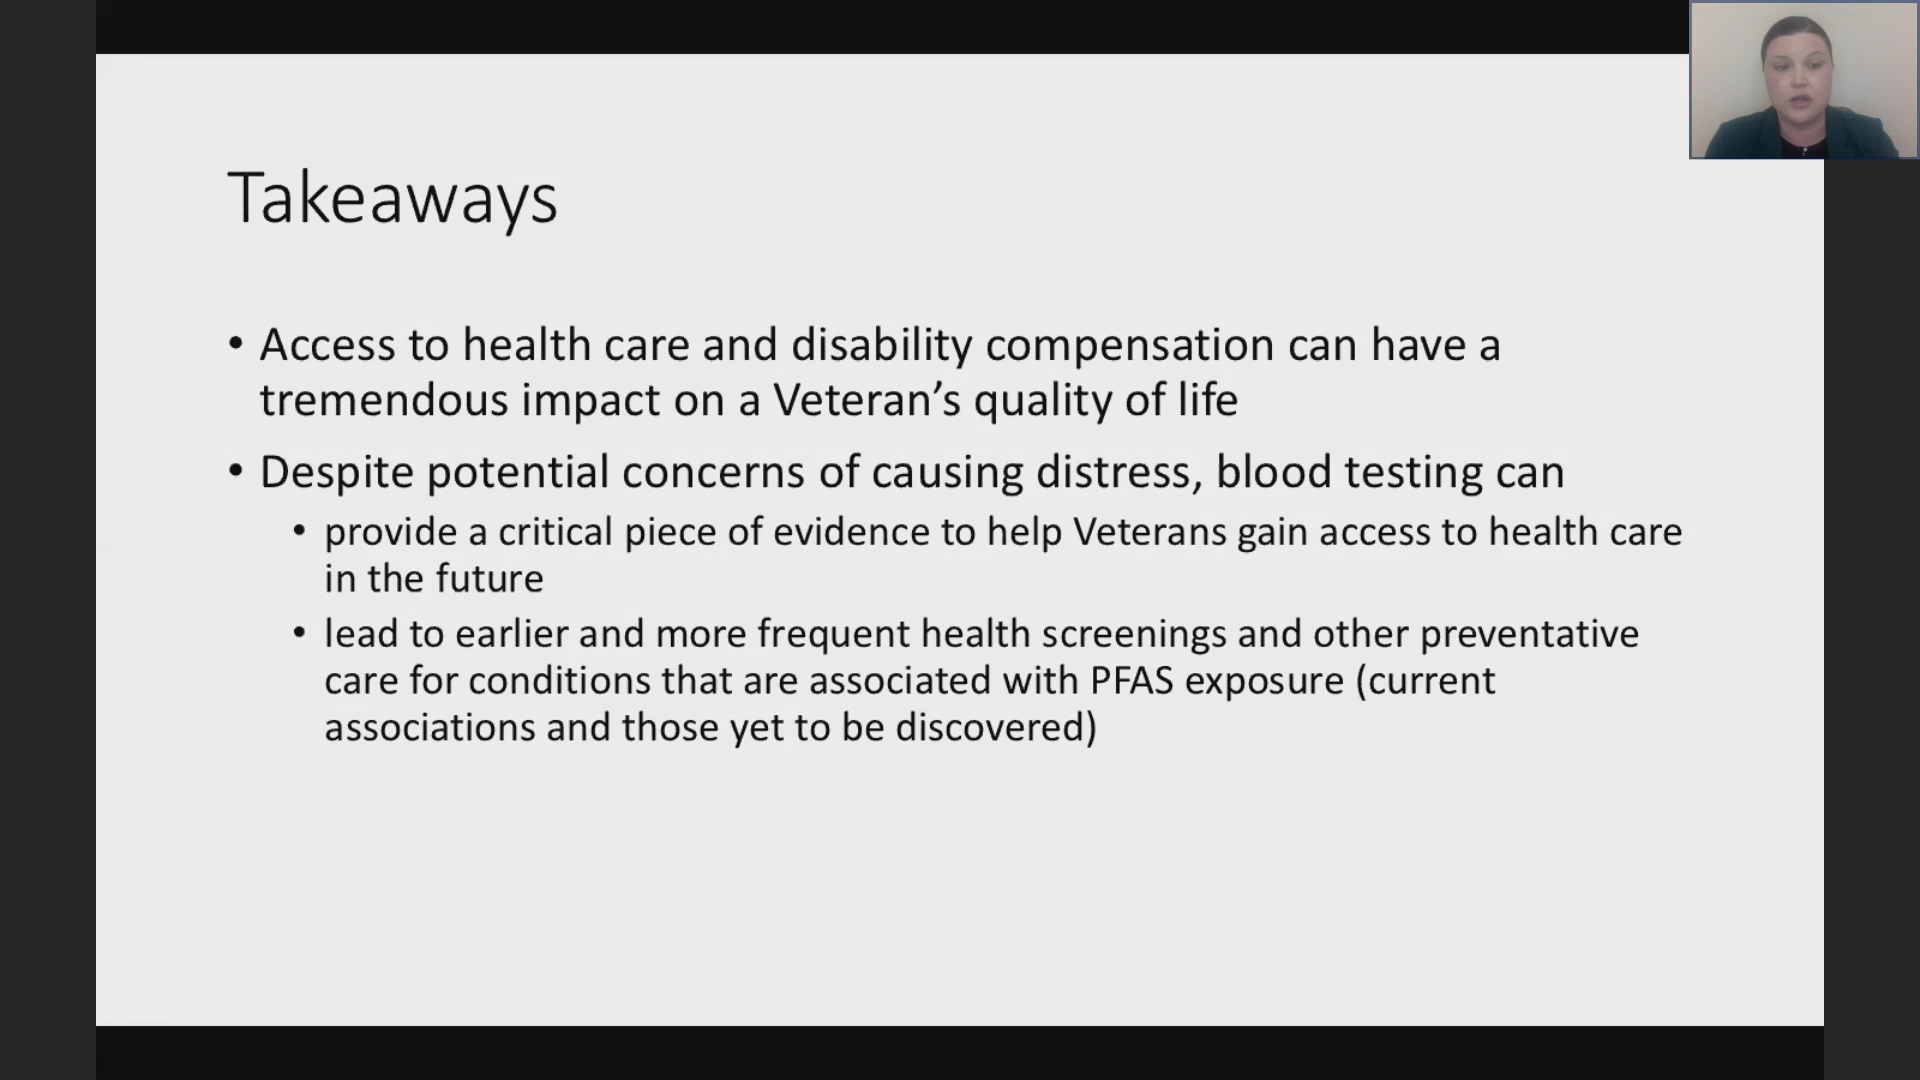 Takeaways
• Access to health care and disability compensation can have a
tremendous impact on a Veteran’s quality of life
• Despite potential concerns of causing distress, blood testing can
• provide a critical piece of evidence to help Veterans gain access to health care
in the future
• lead to earlier and more frequent health screenings and other preventative
care for conditions that are associated with PFAS exposure (current
associations and those yet to be discovered)